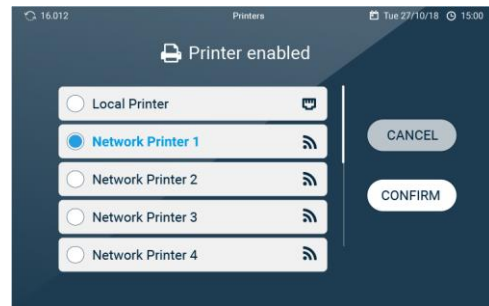 16.012 Printers Tue 27/10/18 15:00
Printer enabled
Local Printer
Network Printer 1
Network Printer 2
Network Printer 3
Network Printer 4
CANCEL
CONFIRM